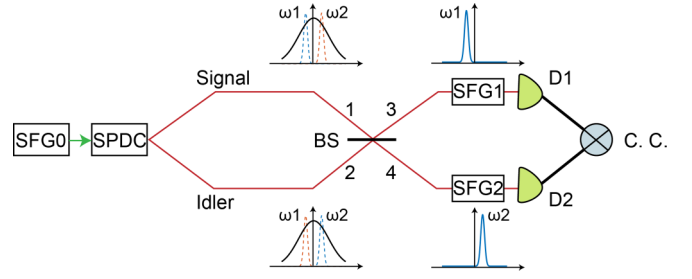 ω1 ω2
ω1
Signal
SFG1
D1
1
3
SFG0
SPDC
BS
C. C.
2
4
Idler
SFG2
D2
ω1 ω2
ω2